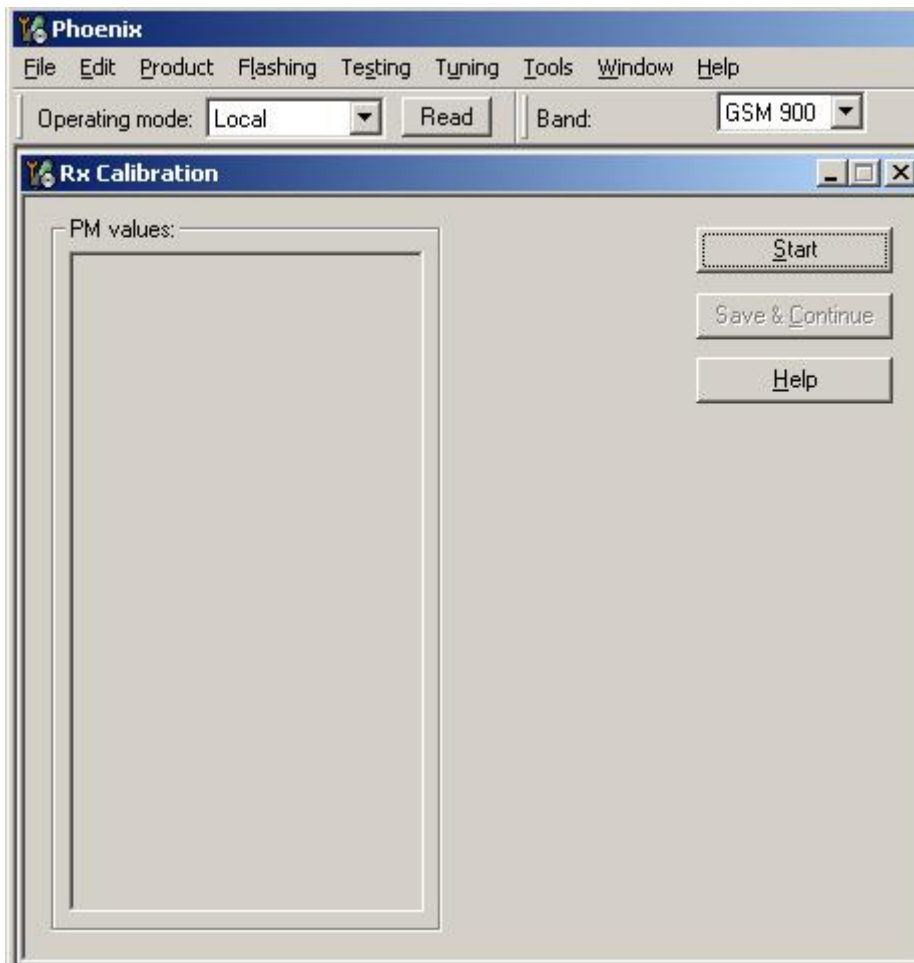 Phoenix
File Edit Product Flashing Testing Tuning Tools Window Help
Operating mode: Local Read Band: GSM 900
Rx Calibration
PM values:
Start
Save & Continue
Help